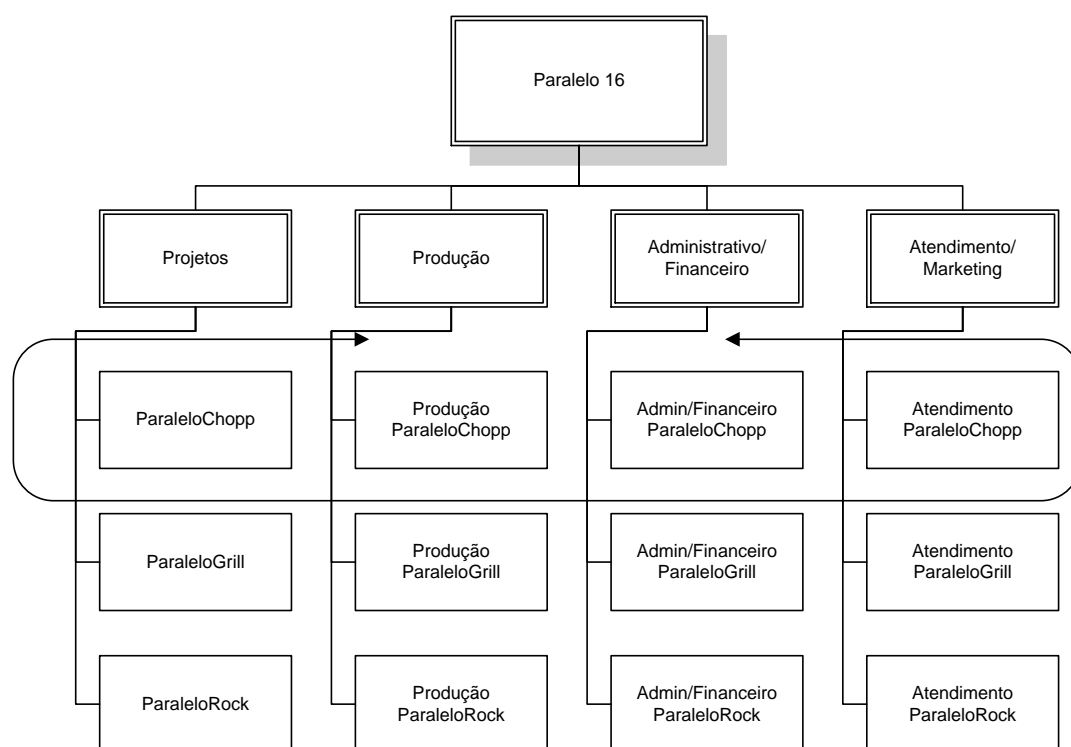 Paralelo 16
Projetos
Produção
Administrativo/
Financeiro
Atendimento/
Marketing
ParaleloChopp
Produção
ParaleloChopp
Admin/Financeiro
ParaleloChopp
Atendimento
ParaleloChopp
ParaleloGrill
Produção
ParaleloGrill
Admin/Financeiro
ParaleloGrill
Atendimento
ParaleloGrill
ParaleloRock
Produção
ParaleloRock
Admin/Financeiro
ParaleloRock
Atendimento
ParaleloRock